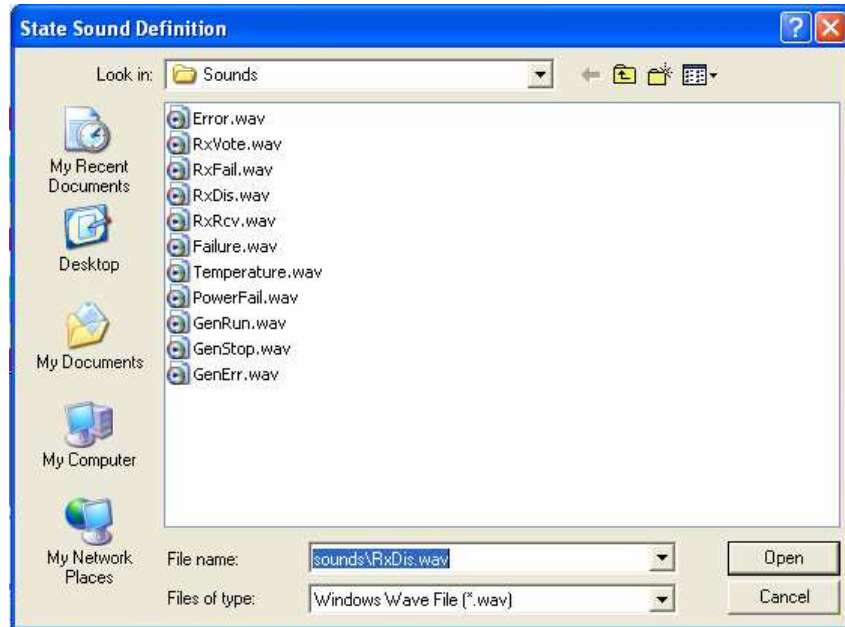 State Sound Definition
Look in:
Sounds
My Recent
Documents
Desktop
My Documents
My Computer
My Network
Places
Error.wav
RxVote.wav
RxFail.wav
RxDis.wav
RxRcv.wav
Failure.wav
Temperature.wav
PowerFail.wav
GenRun.wav
GenStop.wav
GenErr.wav
File name:
sounds\RxDis.wav
Open
Files of type:
Windows Wave File (*.wav)
Cancel